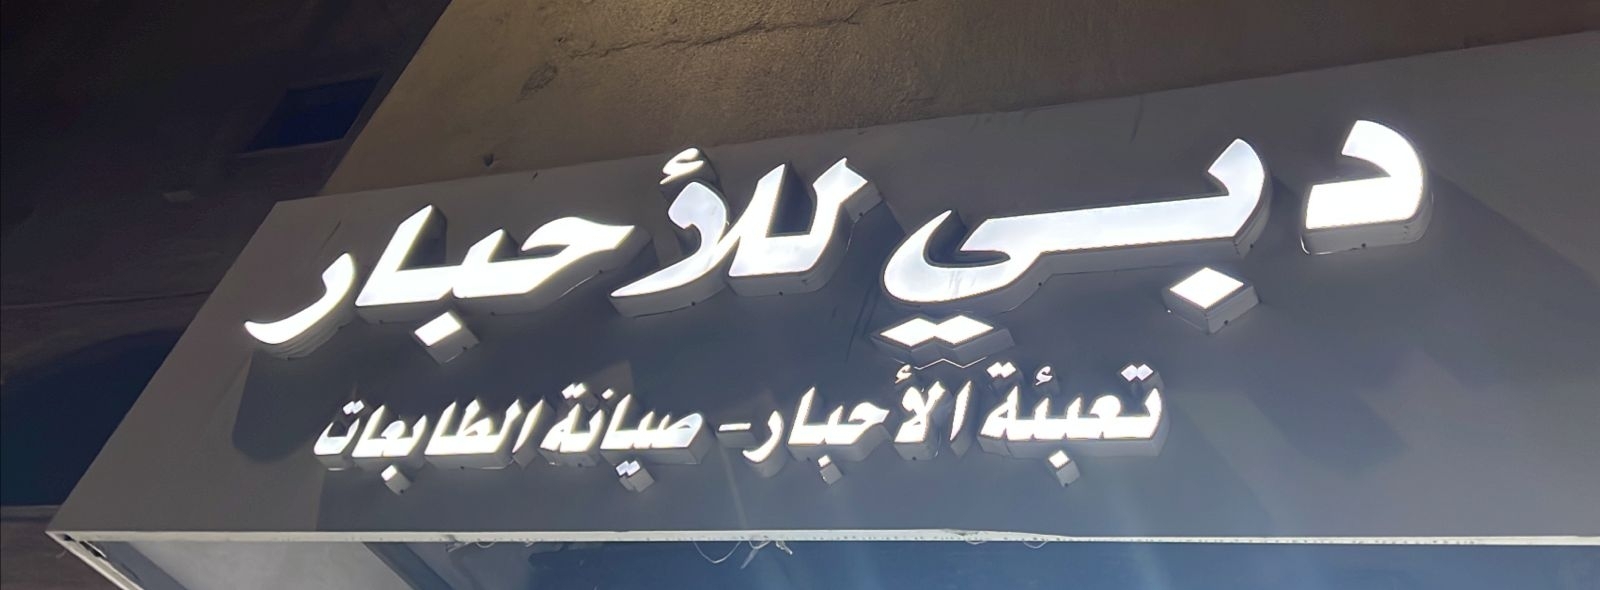 دبي للأحبار
تعبئة الأحبار - صيانة الطابعات